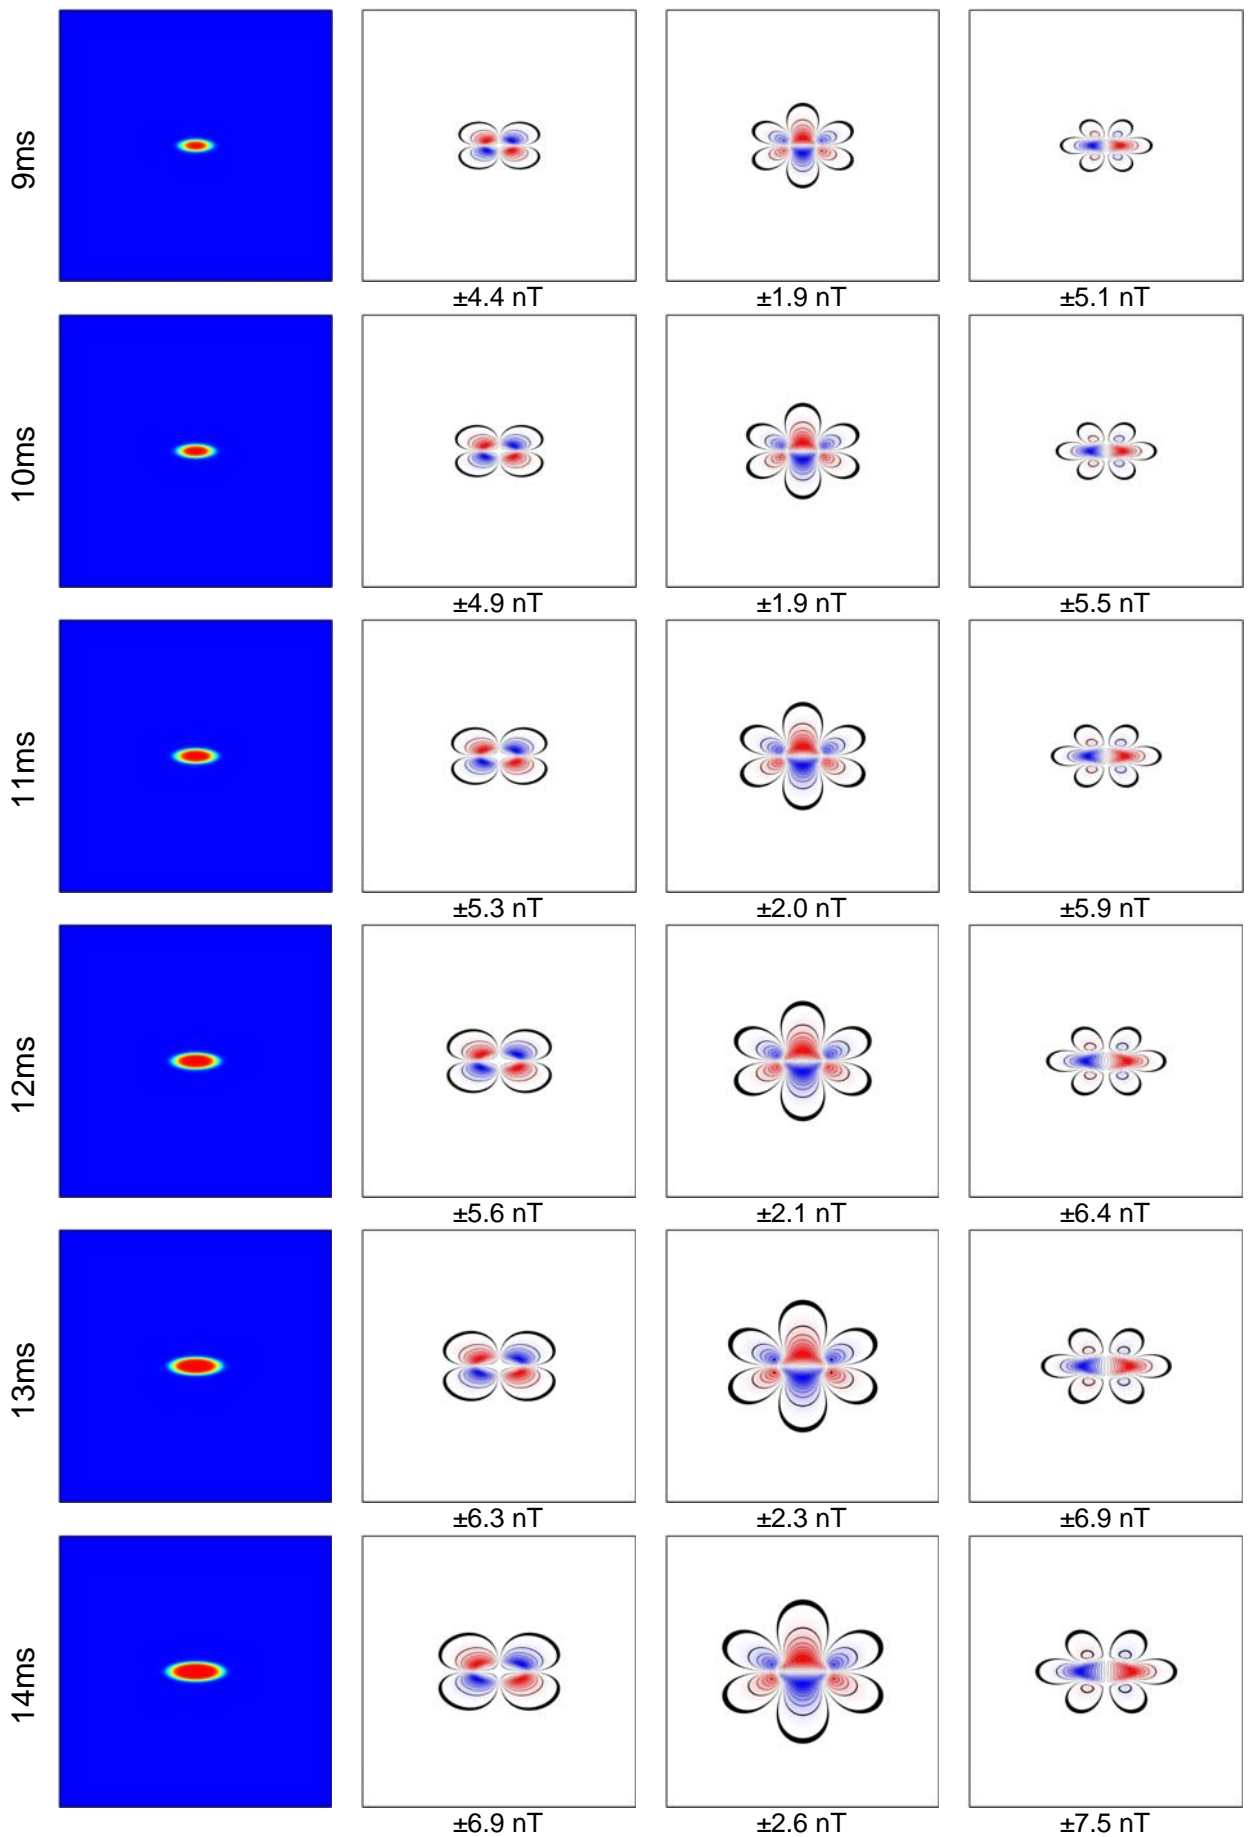 9ms
±4.4 nT ±1.9 nT ±5.1 nT
10ms
±4.9 nT ±1.9 nT ±5.5 nT
11ms
±5.3 nT ±2.0 nT ±5.9 nT
12ms
±5.6 nT ±2.1 nT ±6.4 nT
13ms
±6.3 nT ±2.3 nT ±6.9 nT
14ms
±6.9 nT ±2.6 nT ±7.5 nT